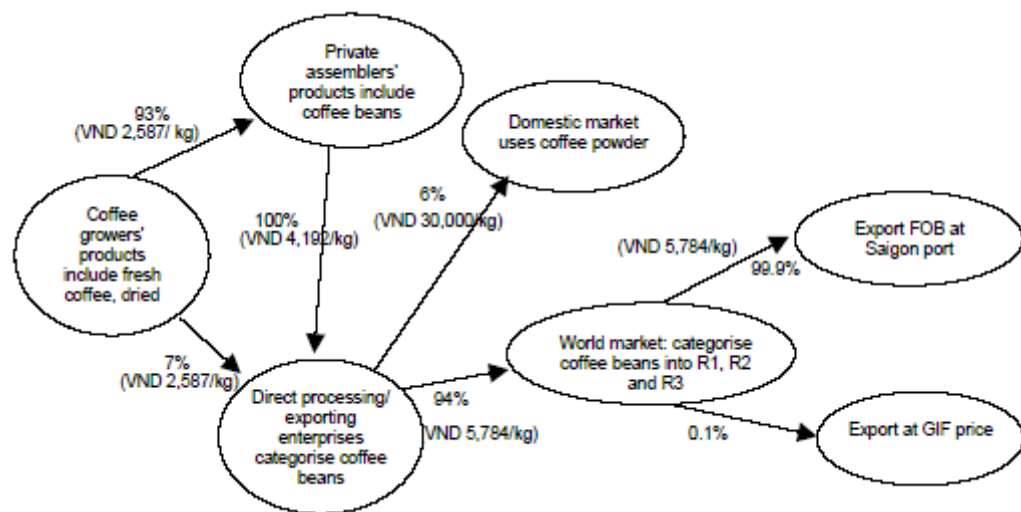 Private
assemblers'
products include
coffee beans
93%
(VND 2,587/ kg)
Domestic market
uses coffee powder
Coffee
growers'
products
include fresh
coffee, dried
100%
(VND 4,192/kg)
6%
(VND 30,000/kg)
(VND 5,784/kg)
99.9%
Export FOB at
Saigon port
7%
(VND 2,587/kg)
World market: categorise
coffee beans into R1, R2
and R3
Direct processing/
exporting
enterprises
categorise coffee
beans
94%
VND 5,784/kg)
0.1%
Export at GIF price